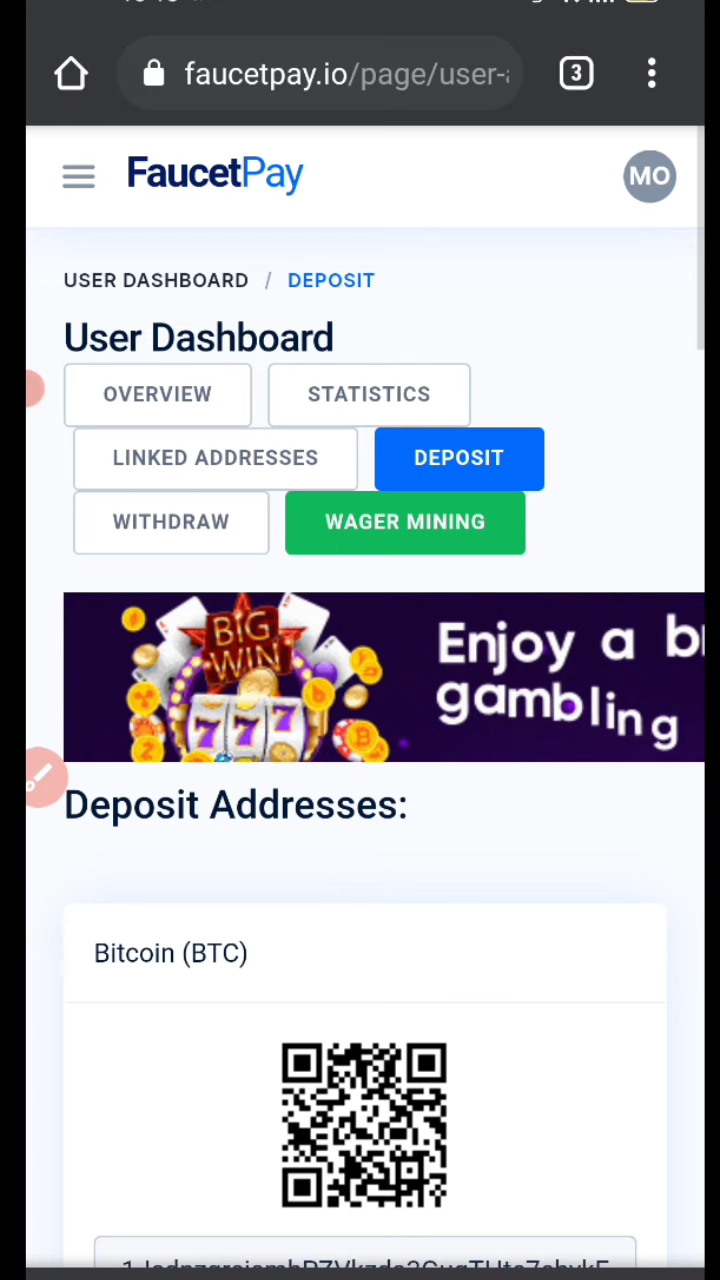 faucetpay.io/page/user-
3
FaucetPay
MO
USER DASHBOARD / DEPOSIT
User Dashboard
OVERVIEW STATISTICS
LINKED ADDRESSES DEPOSIT
WITHDRAW WAGER MINING
BIG
WIN
777
Enjoy a
gambling
Deposit Addresses:
Bitcoin (BTC)